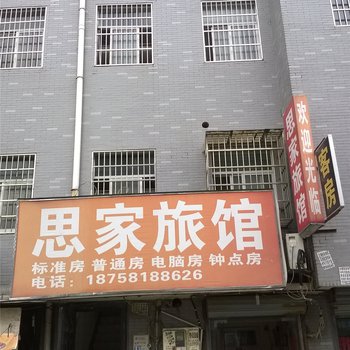 思家旅馆
标准房 普通房 电脑房 钟点房
电话：18758188626
欢迎光临
思家旅馆
客房